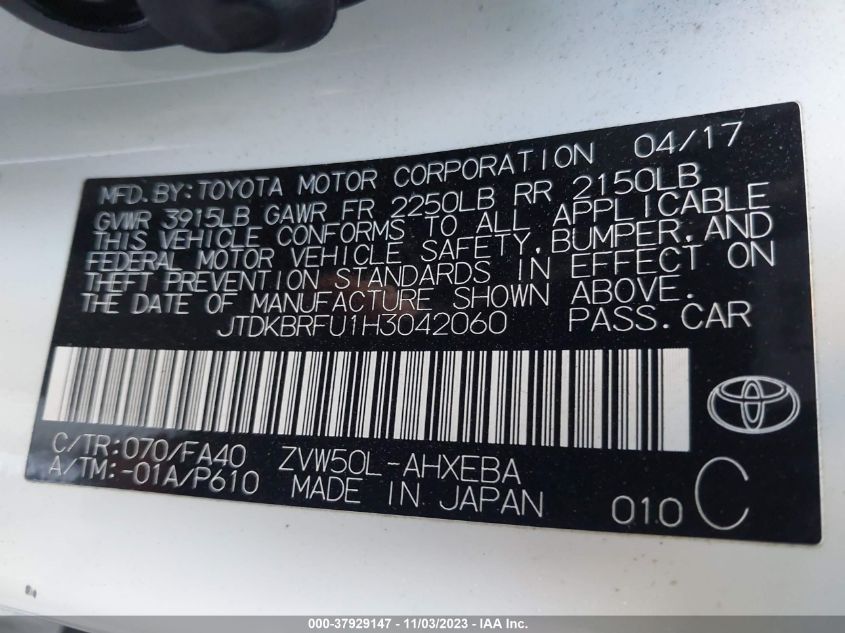 MFD. BY: TOYOTA MOTOR CORPORATION 04/17
GVWR 3915LB GAWR FR 2250LB RR 2150LB
THIS VEHICLE CONFORMS TO ALL APPLICABLE
FEDERAL MOTOR VEHICLE SAFETY, BUMPER, AND
THEFT PREVENTION STANDARDS IN EFFECT ON
THE DATE OF MANUFACTURE SHOWN ABOVE.
JTDKBRFU1H3042060 PASS. CAR
C/TR: 070/FA40 ZVW50L-AHXEBA
A/TM: -01A/P610 MADE IN JAPAN 010 C
000-37929147 — 11/03/2023 — IAA Inc.